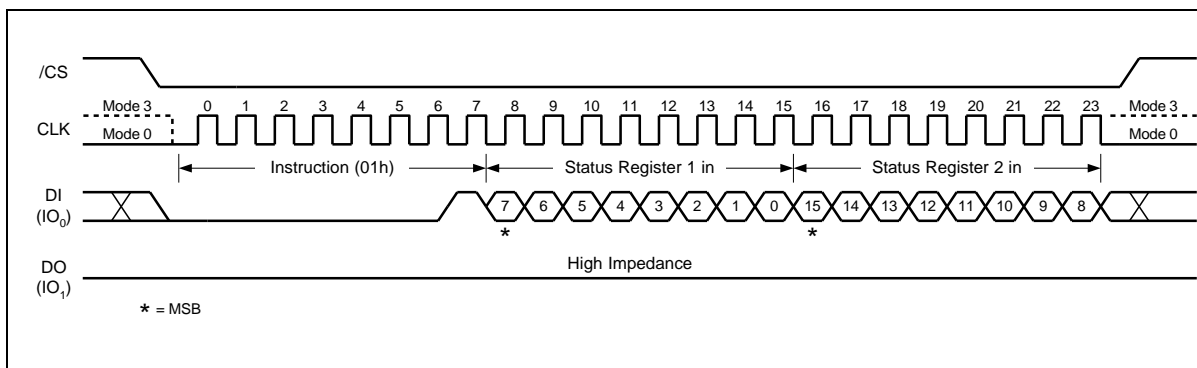 /CS
Mode 3 0 1 2 3 4 5 6 7 8 9 10 11 12 13 14 15 16 17 18 19 20 21 22 23 Mode 3
CLK Mode 0 Mode 0
Instruction (01h) Status Register 1 in Status Register 2 in
DI
(IO0) 7 6 5 4 3 2 1 0 15 14 13 12 11 10 9 8
* *
High Impedance
DO
(IO1)
* = MSB